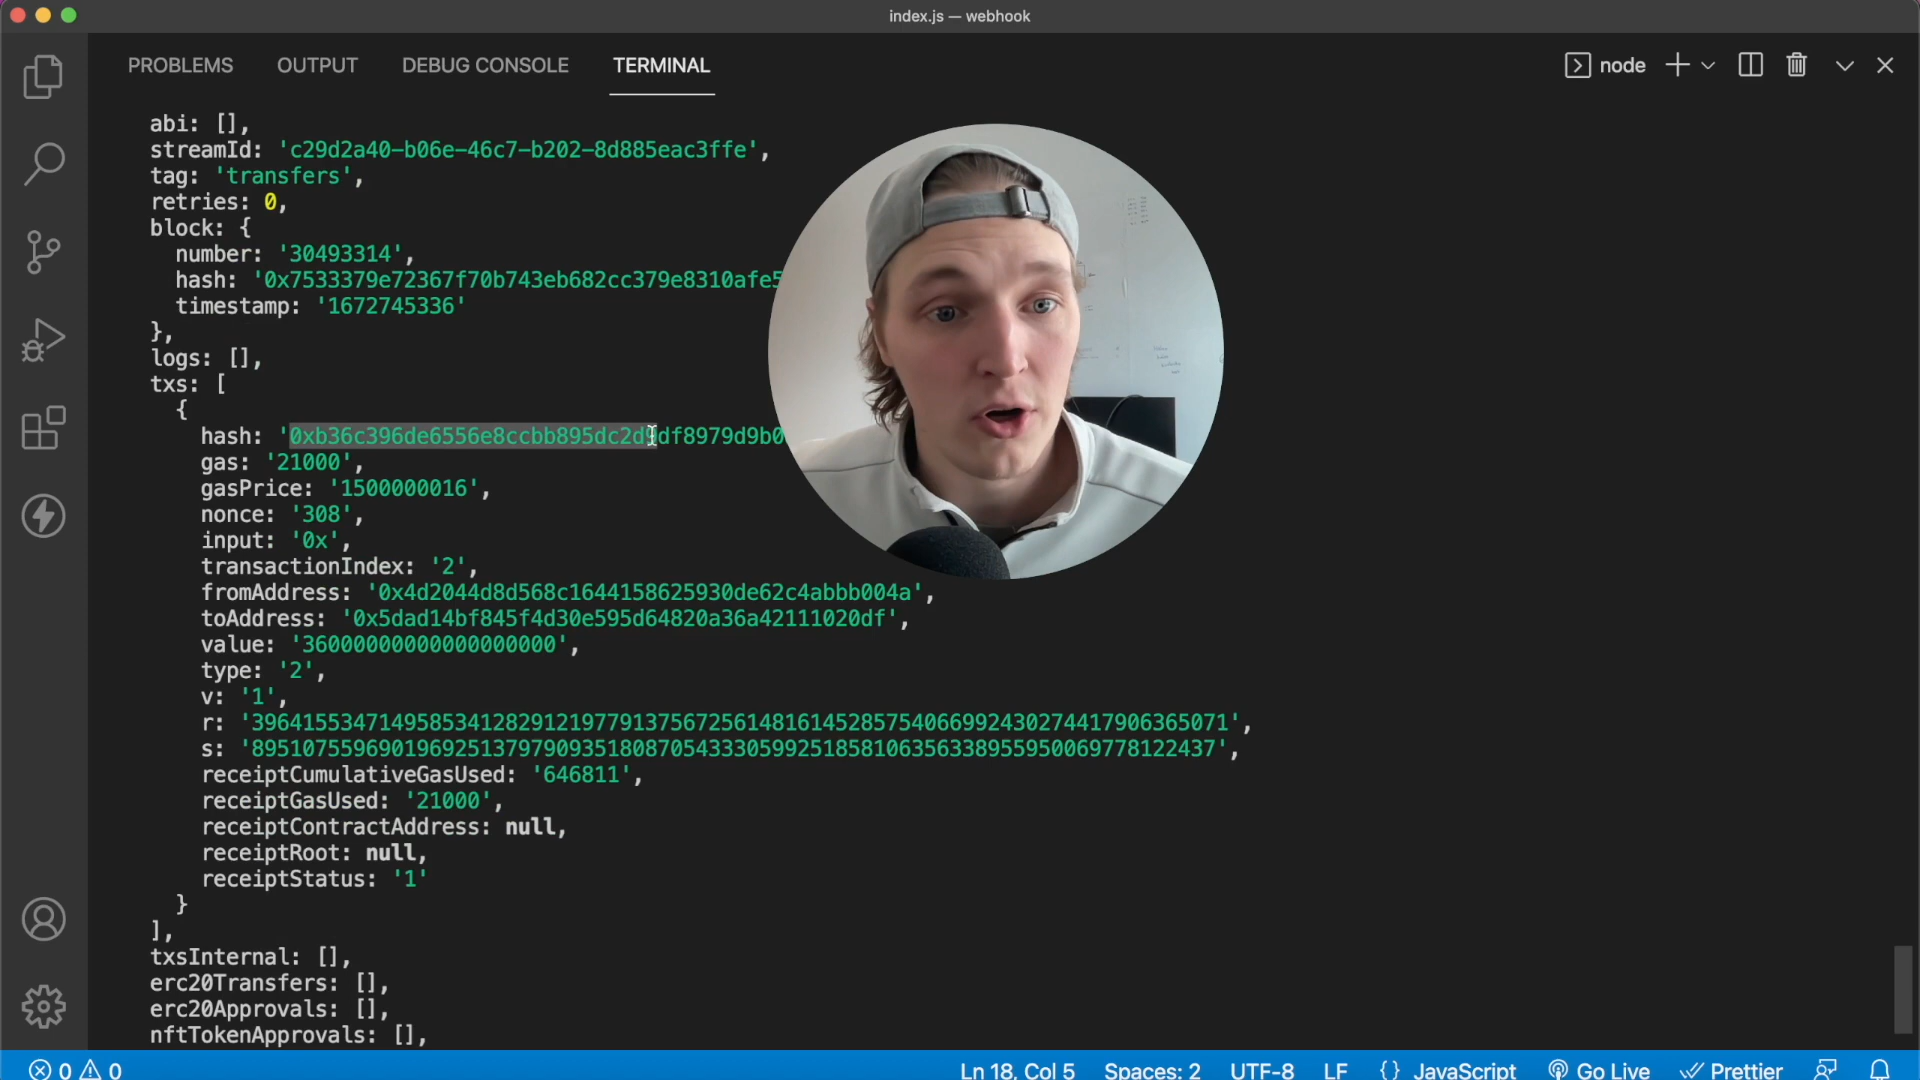 index.js — webhook
PROBLEMS OUTPUT DEBUG CONSOLE TERMINAL node
abi: [],
streamId: 'c29d2a40-b06e-46c7-b202-8d885eac3ffe',
tag: 'transfers',
retries: 0,
block: {
number: '30493314',
hash: '0x7533379e72367f70b743eb682cc379e8310afe5
timestamp: '1672745336'
},
logs: [],
txs: [
{
hash: '0xb36c396de6556e8ccbb895dc2d9df8979d9b0
gas: '21000',
gasPrice: '1500000016',
nonce: '308',
input: '0x',
transactionIndex: '2',
fromAddress: '0x4d2044d8d568c1644158625930de62c4abbb004a',
toAddress: '0x5dad14bf845f4d30e595d64820a36a42111020df',
value: '36000000000000000000',
type: '2',
v: '1',
r: '39641553471495853412829121977913756725614816145285754066992430274417906365071',
s: '8951075596901969251379790935180870543330599251858106356338955950069778122437',
receiptCumulativeGasUsed: '646811',
receiptGasUsed: '21000',
receiptContractAddress: null,
receiptRoot: null,
receiptStatus: '1'
}
],
txsInternal: [],
erc20Transfers: [],
erc20Approvals: [],
nftTokenApprovals: [],
0 0 Ln 18, Col 5 Spaces: 2 UTF-8 LF {} JavaScript Go Live Prettier